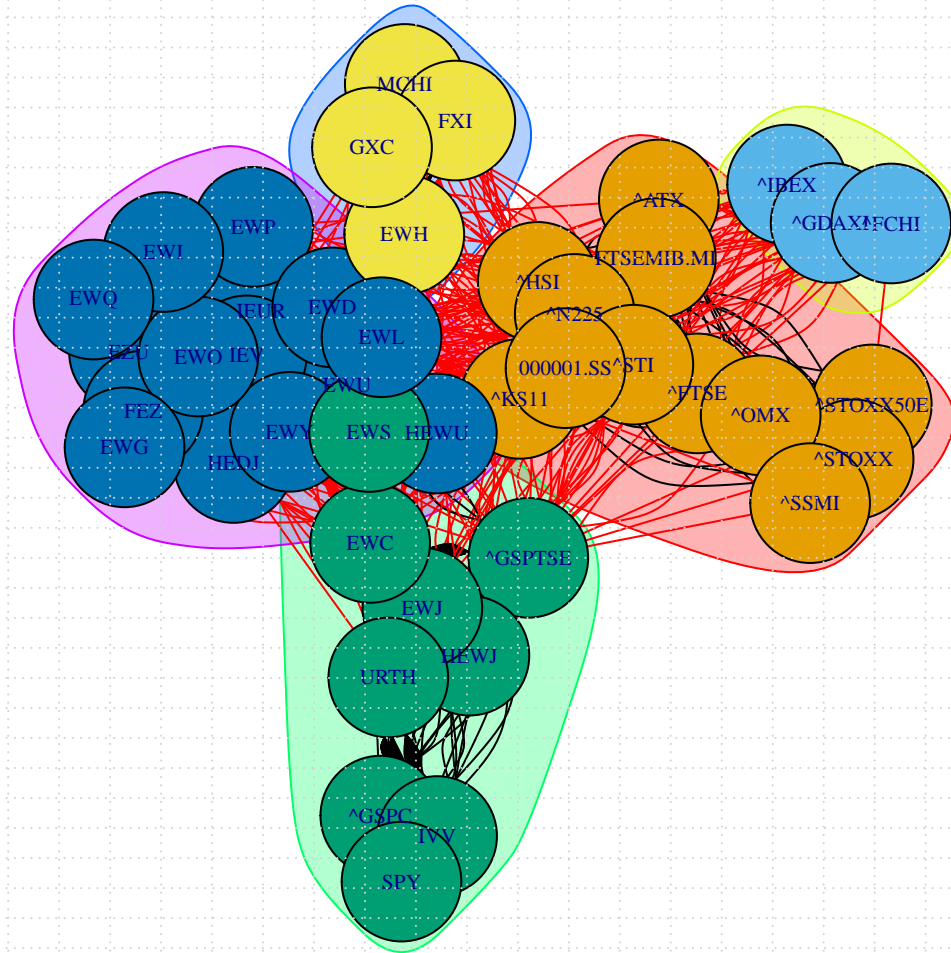 MCHI
FXI
GXC
^IBEX
^ATX
^GDAXI
^FCHI
EWP
EWH
EWI
FTSEMIB.MI
^HSI
EWQ
IEUR
EWD
^N225
EWL
EZU
EWO
IEV
000001.SS
^STI
EWU
^KS11
^FTSE
^STOXX50E
FEZ
^OMX
EWG
EWY
EWS
HEWU
HEDJ
^STOXX
^SSMI
EWC
^GSPTSE
EWJ
HEWJ
URTH
^GSPC
IVV
SPY